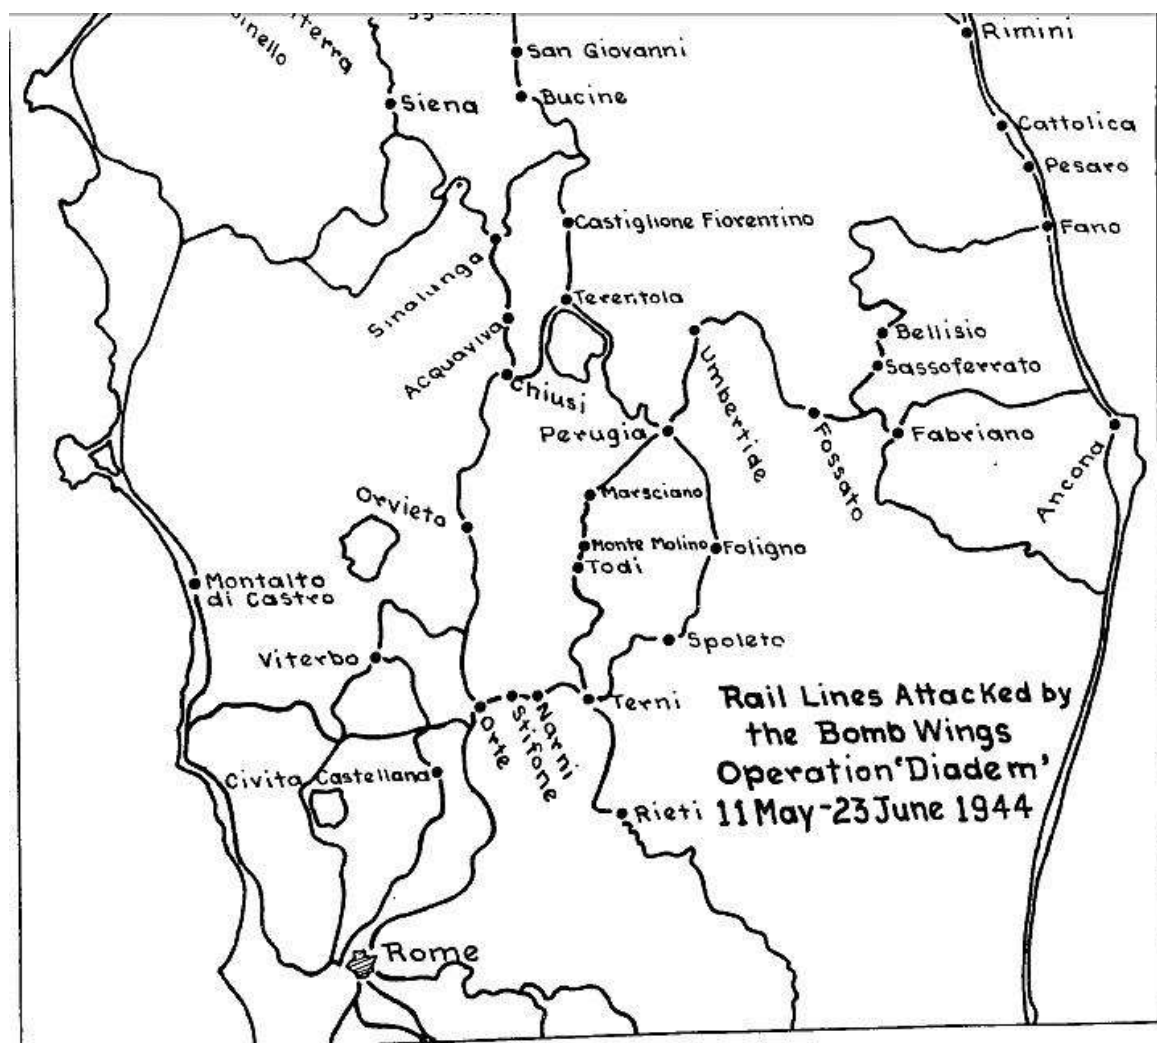 Rimini
San Giovanni
Siena
Bucine
Cattolica
Pesaro
Castiglione Fiorentino
Fano
Sinalunga
Terentola
Acquaviva
Bellisio
Umbertide
Sassoferrato
Chiusi
Perugia
Fossato
Fabriano
Ancona
Orvieto
Marsciano
Monte Molino
Foligno
Todi
Montalto
di Castro
Viterbo
Spoleto
Orte
Stifone
Narni
Terni
Rail Lines Attacked by
the Bomb Wings
Operation 'Diadem'
11 May-23 June 1944
Civita Castellana
Rieti
Rome